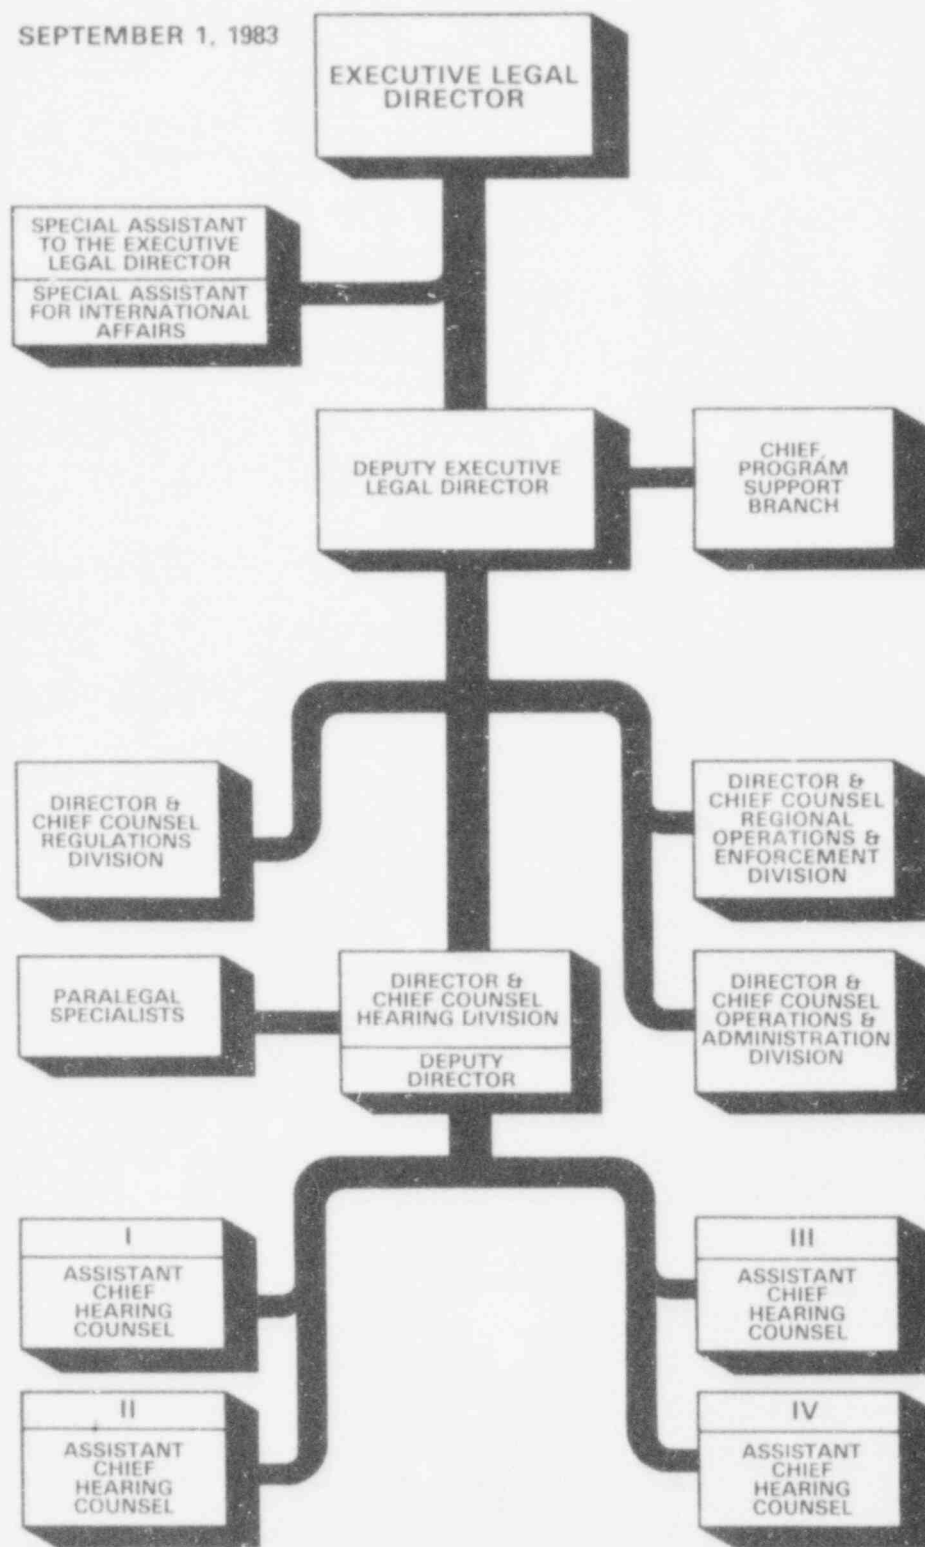 SEPTEMBER 1, 1983
EXECUTIVE LEGAL
DIRECTOR
SPECIAL ASSISTANT
TO THE EXECUTIVE
LEGAL DIRECTOR
SPECIAL ASSISTANT
FOR INTERNATIONAL
AFFAIRS
DEPUTY EXECUTIVE
LEGAL DIRECTOR
CHIEF,
PROGRAM
SUPPORT
BRANCH
DIRECTOR &
CHIEF COUNSEL
REGULATIONS
DIVISION
DIRECTOR &
CHIEF COUNSEL
REGIONAL
OPERATIONS &
ENFORCEMENT
DIVISION
PARALEGAL
SPECIALISTS
DIRECTOR &
CHIEF COUNSEL
HEARING DIVISION
DEPUTY
DIRECTOR
DIRECTOR &
CHIEF COUNSEL
OPERATIONS &
ADMINISTRATION
DIVISION
I
ASSISTANT
CHIEF
HEARING
COUNSEL
III
ASSISTANT
CHIEF
HEARING
COUNSEL
II
ASSISTANT
CHIEF
HEARING
COUNSEL
IV
ASSISTANT
CHIEF
HEARING
COUNSEL